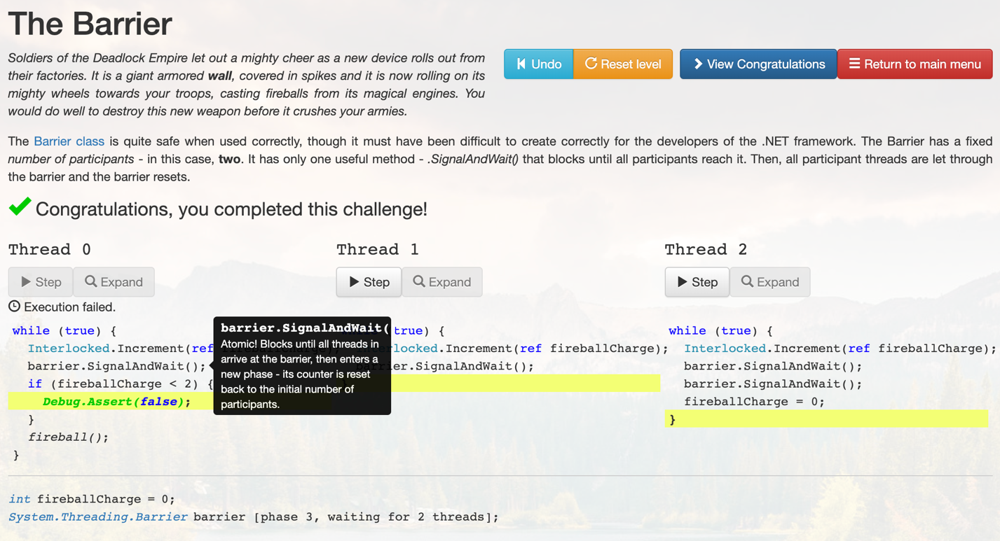 The Barrier
Soldiers of the Deadlock Empire let out a mighty cheer as a new device rolls out from
their factories. It is a giant armored wall, covered in spikes and it is now rolling on its
mighty wheels towards your troops, casting fireballs from its magical engines. You
would do well to destroy this new weapon before it crushes your armies.
Undo Reset level View Congratulations Return to main menu
The Barrier class is quite safe when used correctly, though it must have been difficult to create correctly for the developers of the .NET framework. The Barrier has a fixed
number of participants - in this case, two. It has only one useful method - .SignalAndWait() that blocks until all participants reach it. Then, all participant threads are let through
the barrier and the barrier resets.
Congratulations, you completed this challenge!
Thread 0
Step Expand
Execution failed.
while (true) {
Interlocked.Increment(ref
barrier.SignalAndWait();
if (fireballCharge < 2) {
Debug.Assert(false);
}
fireball();
}
barrier.SignalAndWait(
Atomic! Blocks until all threads in
arrive at the barrier, then enters a
new phase - its counter is reset
back to the initial number of
participants.
Thread 1
Step Expand
true) {
rlocked.Increment(ref fireballCharge);
ier.SignalAndWait();
Thread 2
Step Expand
while (true) {
Interlocked.Increment(ref fireballCharge);
barrier.SignalAndWait();
barrier.SignalAndWait();
fireballCharge = 0;
}
int fireballCharge = 0;
System.Threading.Barrier barrier [phase 3, waiting for 2 threads];